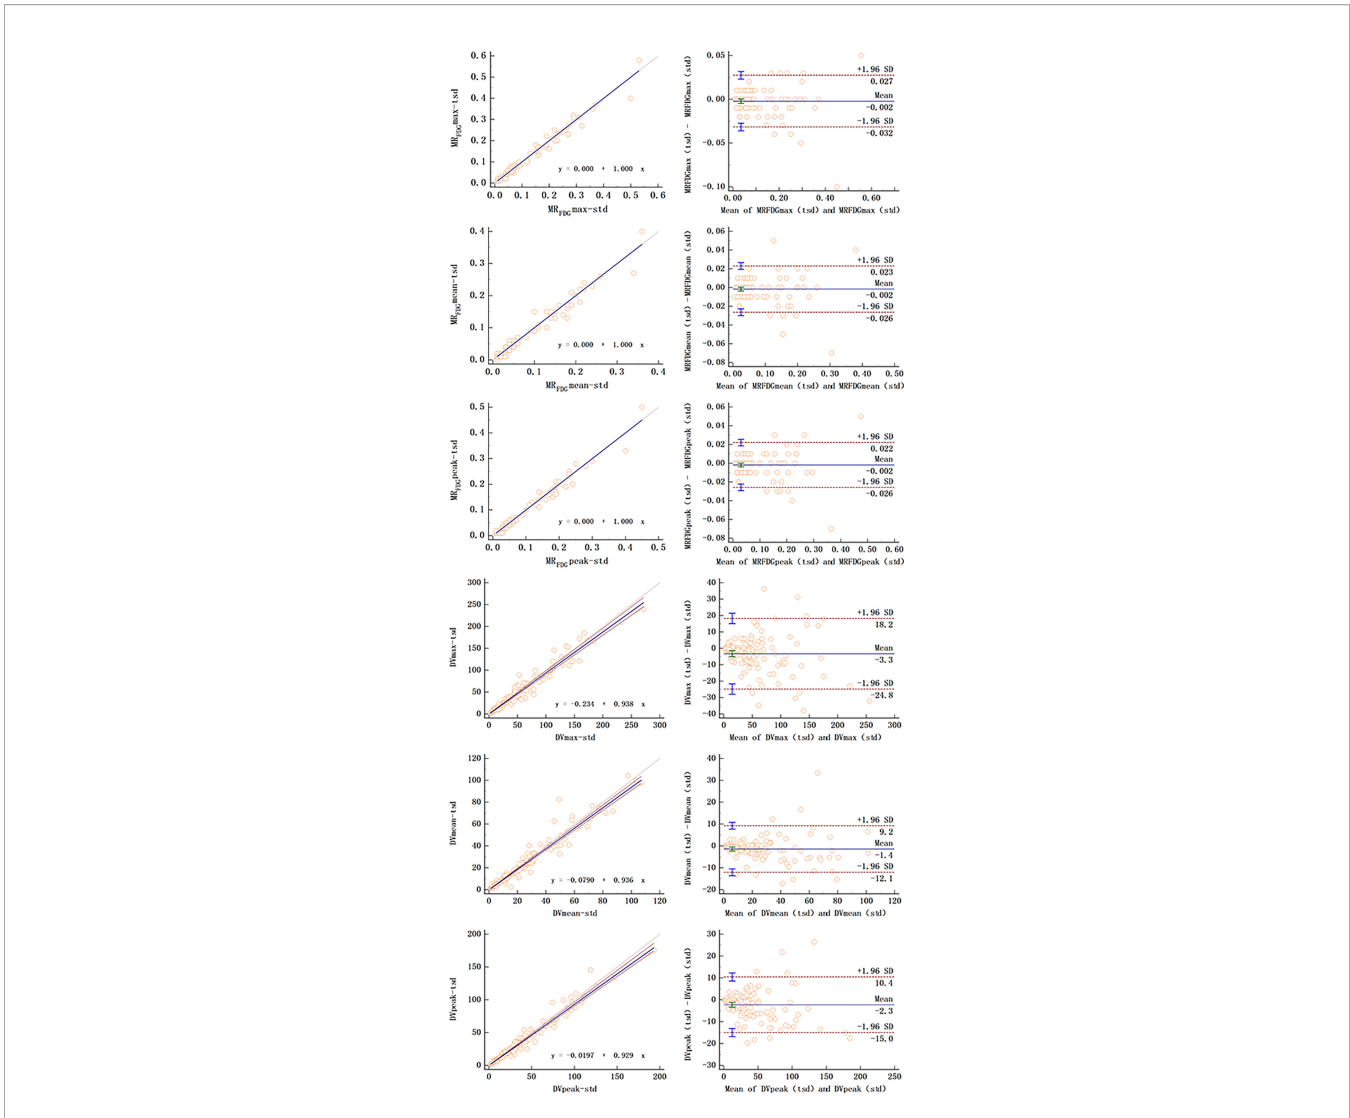 0.6
0.5
0.4
0.3
0.2
0.1
0.0
MRFDGmax-tsd
y = 0.000 + 1.000 x
0.0 0.1 0.2 0.3 0.4 0.5 0.6
MRFDGmax-std
0.05
0.00
-0.05
-0.10
MRFDGmax (tsd) - MRFDGmax (std)
+1.96 SD
0.027
Mean
-0.002
-1.96 SD
-0.032
0.00 0.20 0.40 0.60
Mean of MRFDGmax (tsd) and MRFDGmax (std)
0.4
0.3
0.2
0.1
0.0
MRFDGmean-tsd
y = 0.000 + 1.000 x
0.0 0.1 0.2 0.3 0.4
MRFDGmean-std
0.06
0.04
0.02
0.00
-0.02
-0.04
-0.06
-0.08
MRFDGmean (tsd) - MRFDGmean (std)
+1.96 SD
0.023
Mean
-0.002
-1.96 SD
-0.026
0.00 0.10 0.20 0.30 0.40 0.50
Mean of MRFDGmean (tsd) and MRFDGmean (std)
0.5
0.4
0.3
0.2
0.1
0.0
MRFDGpeak-tsd
y = 0.000 + 1.000 x
0.0 0.1 0.2 0.3 0.4 0.5
MRFDGpeak-std
0.06
0.04
0.02
0.00
-0.02
-0.04
-0.06
-0.08
MRFDGpeak (tsd) - MRFDGpeak (std)
+1.96 SD
0.022
Mean
-0.002
-1.96 SD
-0.026
0.00 0.10 0.20 0.30 0.40 0.50 0.60
Mean of MRFDGpeak (tsd) and MRFDGpeak (std)
300
250
200
150
100
50
0
DVmax-tsd
y = -0.234 + 0.938 x
0 50 100 150 200 250 300
DVmax-std
40
30
20
10
0
-10
-20
-30
-40
DVmax (tsd) - DVmax (std)
+1.96 SD
18.2
Mean
-3.3
-1.96 SD
-24.8
0 50 100 150 200 250 300
Mean of DVmax (tsd) and DVmax (std)
120
100
80
60
40
20
0
DVmean-tsd
y = -0.0790 + 0.936 x
0 20 40 60 80 100 120
DVmean-std
40
30
20
10
0
-10
-20
DVmean (tsd) - DVmean (std)
+1.96 SD
9.2
Mean
-1.4
-1.96 SD
-12.1
0 20 40 60 80 100 120
Mean of DVmean (tsd) and DVmean (std)
200
150
100
50
0
DVpeak-tsd
y = -0.0197 + 0.929 x
0 50 100 150 200
DVpeak-std
30
20
10
0
-10
-20
-30
DVpeak (tsd) - DVpeak (std)
+1.96 SD
10.4
Mean
-2.3
-1.96 SD
-15.0
0 50 100 150 200 250
Mean of DVpeak (tsd) and DVpeak (std)